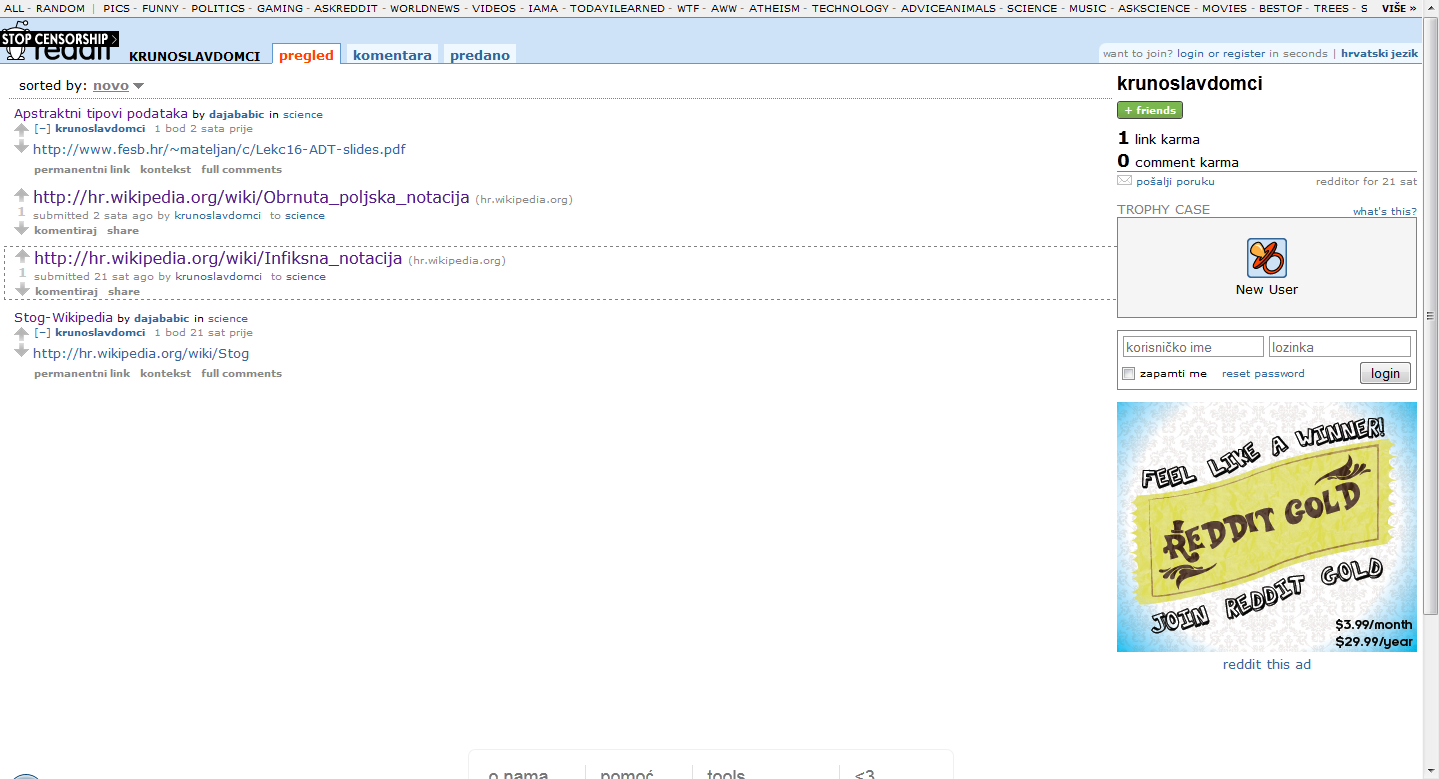 ALL - RANDOM | PICS - FUNNY - POLITICS - GAMING - ASKREDDIT - WORLDNEWS - VIDEOS - IAMA - TODAYILEARNED - WTF - AWW - ATHEISM - TECHNOLOGY - ADVICEANIMALS - SCIENCE - MUSIC - ASKSCIENCE - MOVIES - BESTOF - TREES - S VIŠE »
STOP CENSORSHIP >
reddit KRUNOSLAVDOMCI pregled komentara predano
want to join? login or register in seconds | hrvatski jezik
sorted by: novo
Apstraktni tipovi podataka by dajababic in science
[–] krunoslavdomci 1 bod 2 sata prije
http://www.fesb.hr/~mateljan/c/Lekc16-ADT-slides.pdf
permanentni link kontekst full comments
http://hr.wikipedia.org/wiki/Obrnuta_poljska_notacija (hr.wikipedia.org)
1 submitted 2 sata ago by krunoslavdomci to science
komentiraj share
http://hr.wikipedia.org/wiki/Infiksna_notacija (hr.wikipedia.org)
1 submitted 21 sat ago by krunoslavdomci to science
komentiraj share
Stog-Wikipedia by dajababic in science
[–] krunoslavdomci 1 bod 21 sat prije
http://hr.wikipedia.org/wiki/Stog
permanentni link kontekst full comments
krunoslavdomci
+ friends
1 link karma
0 comment karma
pošalji poruku redditor for 21 sat
TROPHY CASE what's this?
New User
korisničko ime lozinka
zapamti me reset password login
FEEL LIKE A WINNER!
REDDIT GOLD
JOIN REDDIT GOLD
$3.99/month
$29.99/year
reddit this ad
o nama pomoć tools <3